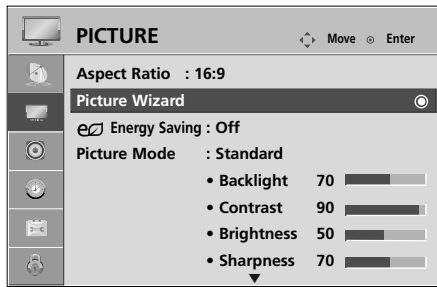 PICTURE Move Enter
Aspect Ratio : 16:9
Picture Wizard
Energy Saving : Off
Picture Mode : Standard
• Backlight 70
• Contrast 90
• Brightness 50
• Sharpness 70